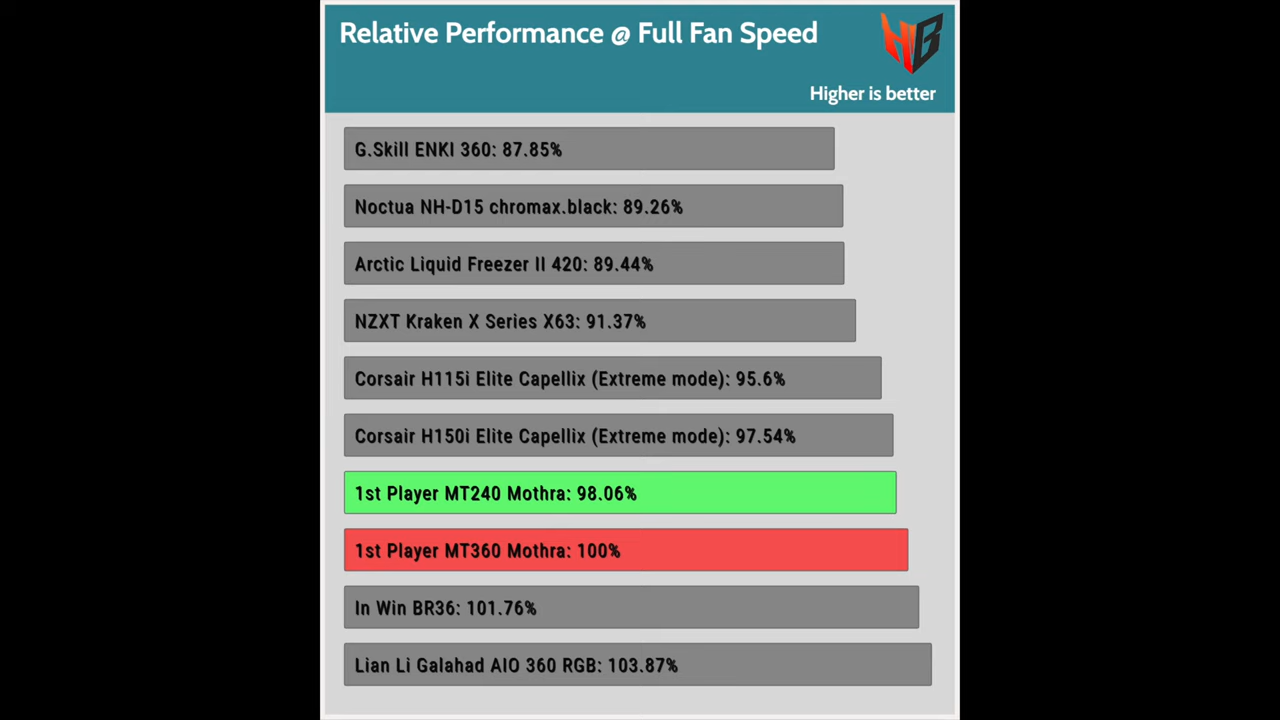 Relative Performance @ Full Fan Speed
HB
Higher is better
G.Skill ENKI 360: 87.85%
Noctua NH-D15 chromax.black: 89.26%
Arctic Liquid Freezer II 420: 89.44%
NZXT Kraken X Series X63: 91.37%
Corsair H115i Elite Capellix (Extreme mode): 95.6%
Corsair H150i Elite Capellix (Extreme mode): 97.54%
1st Player MT240 Mothra: 98.06%
1st Player MT360 Mothra: 100%
In Win BR36: 101.76%
Lian Li Galahad AIO 360 RGB: 103.87%